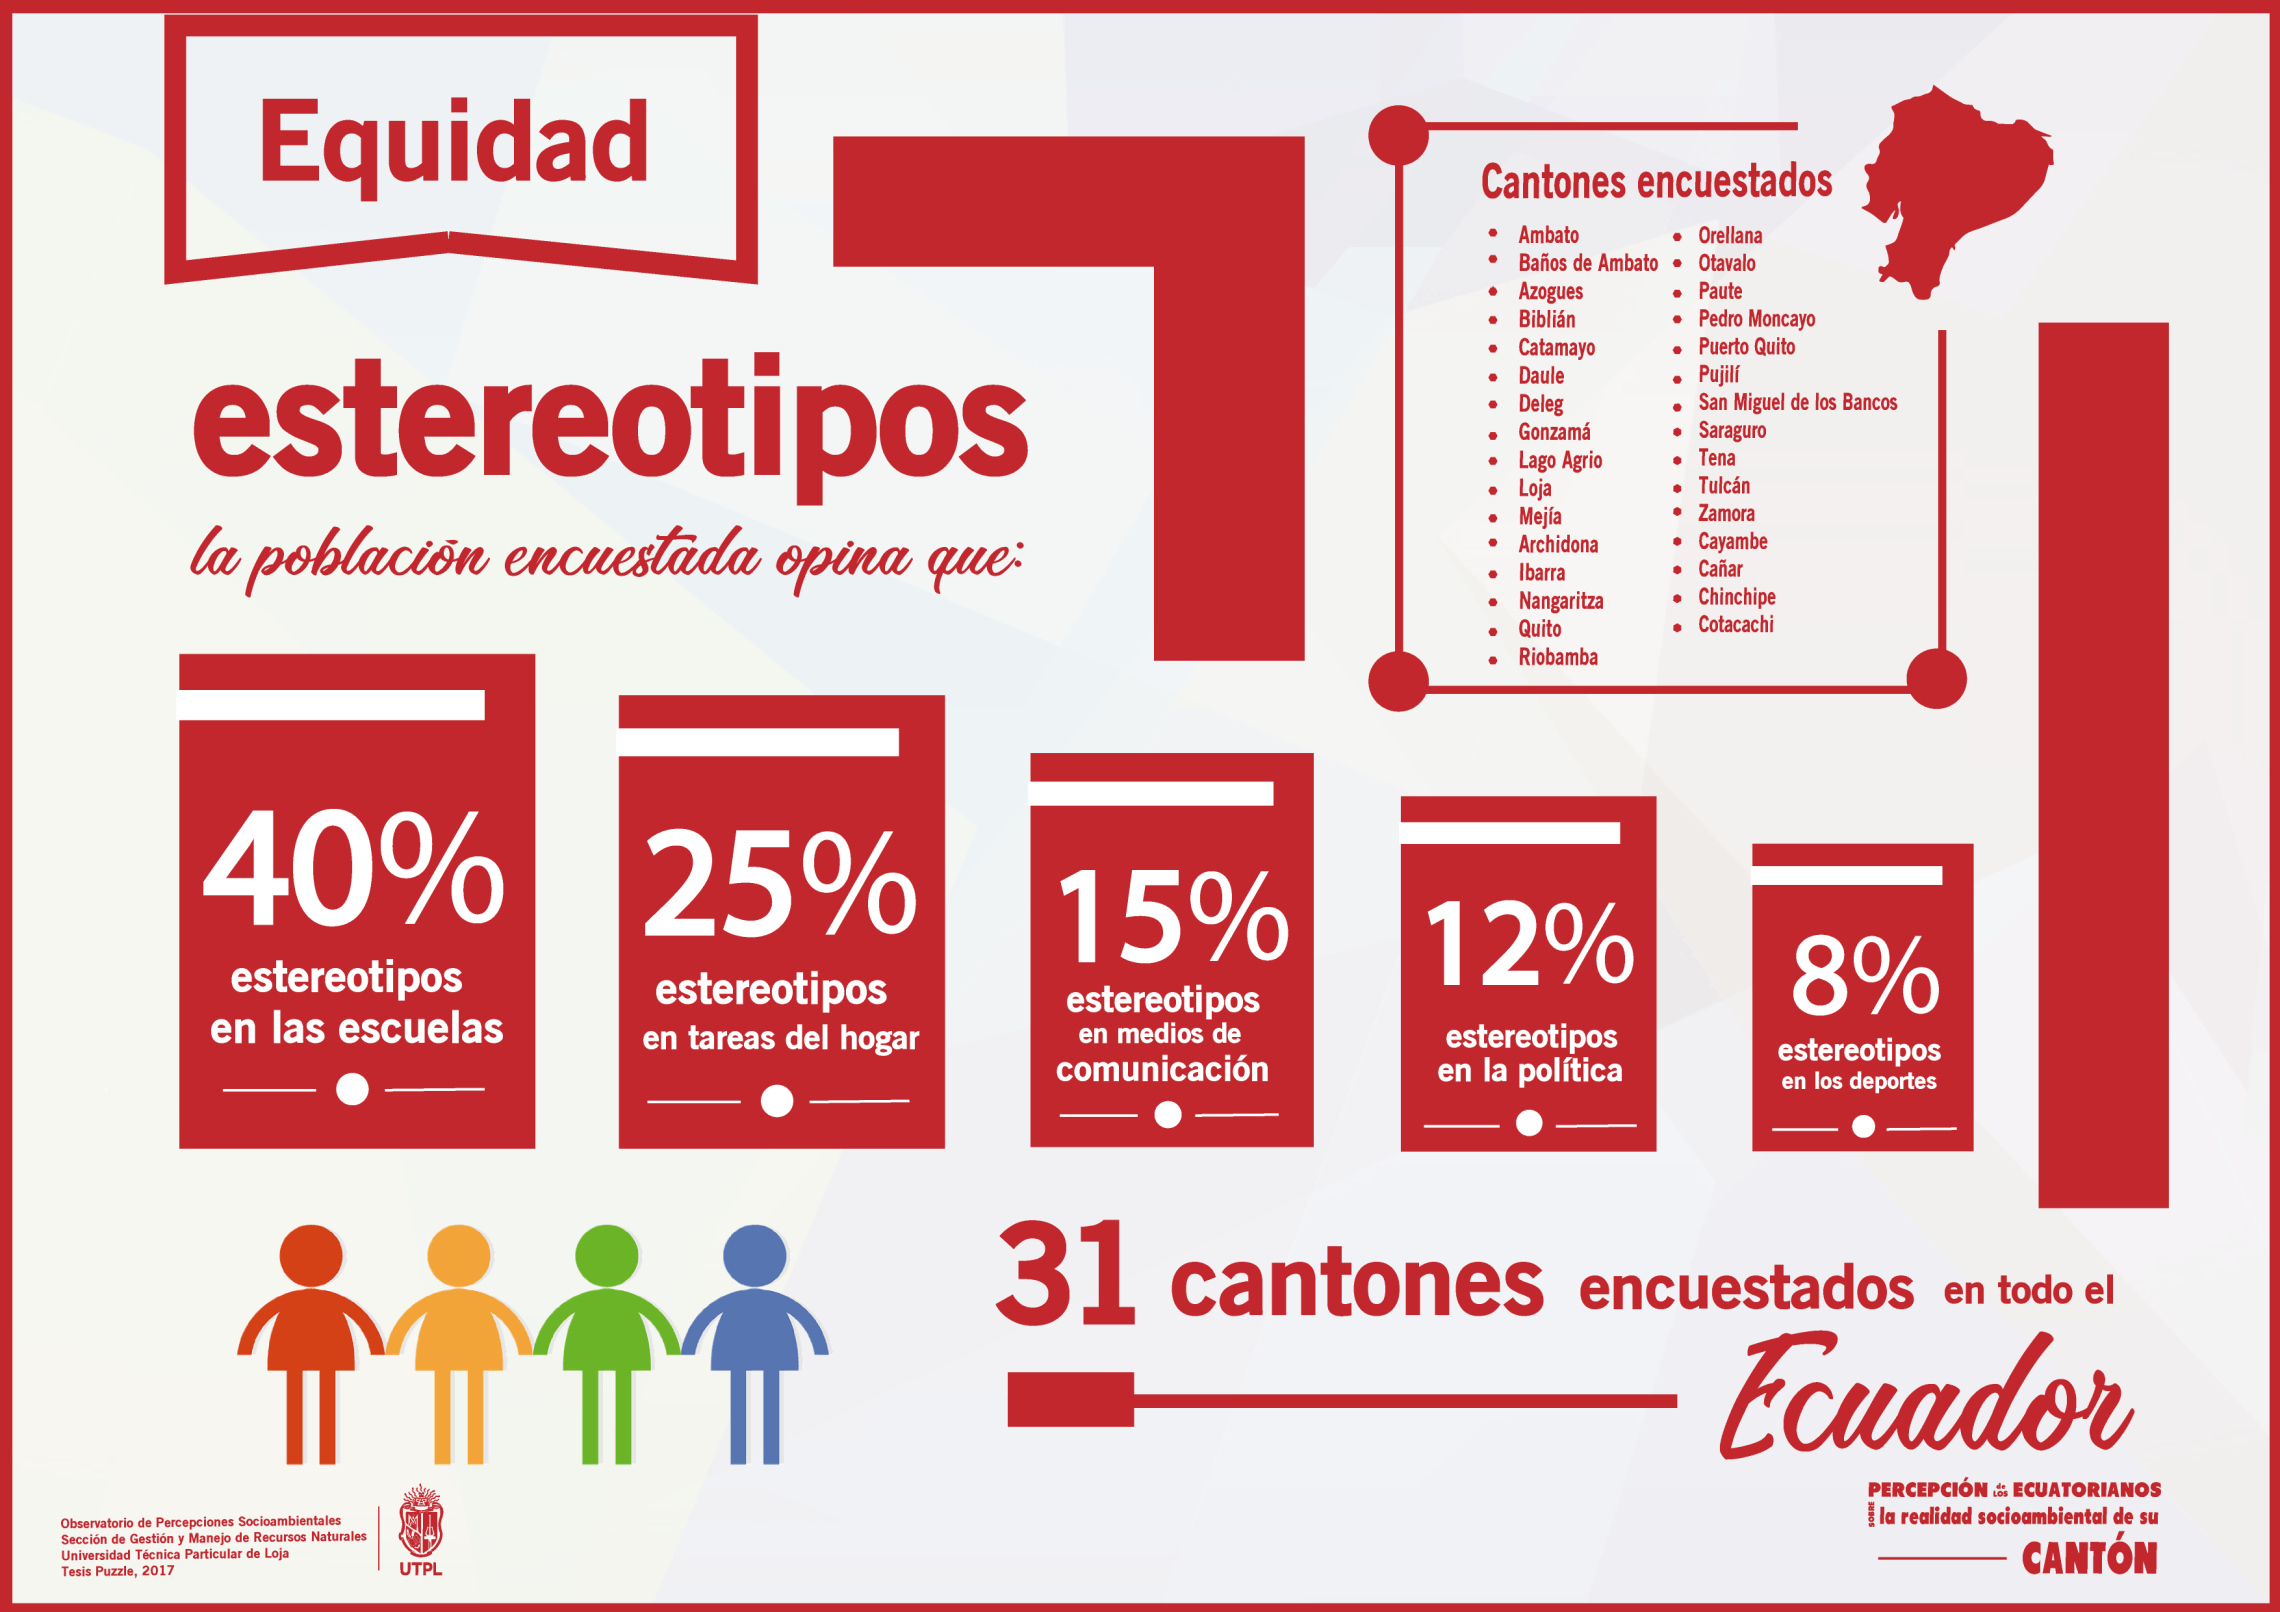 Equidad
estereotipos
la población encuestada opina que:
Cantones encuestados
Ambato
Baños de Ambato
Azogues
Biblián
Catamayo
Daule
Deleg
Gonzamá
Lago Agrio
Loja
Mejía
Archidona
Ibarra
Nangaritza
Quito
Riobamba
Orellana
Otavalo
Paute
Pedro Moncayo
Puerto Quito
Pujilí
San Miguel de los Bancos
Saraguro
Tena
Tulcán
Zamora
Cayambe
Cañar
Chinchipe
Cotacachi
40%
estereotipos
en las escuelas
25%
estereotipos
en tareas del hogar
15%
estereotipos
en medios de
comunicación
12%
estereotipos
en la política
8%
estereotipos
en los deportes
31 cantones encuestados en todo el
Ecuador
Observatorio de Percepciones Socioambientales
Sección de Gestión y Manejo de Recursos Naturales
Universidad Técnica Particular de Loja
Tesis Puzzle, 2017
UTPL
PERCEPCIÓN de LOS ECUATORIANOS
SOBRE la realidad socioambiental de su
CANTÓN